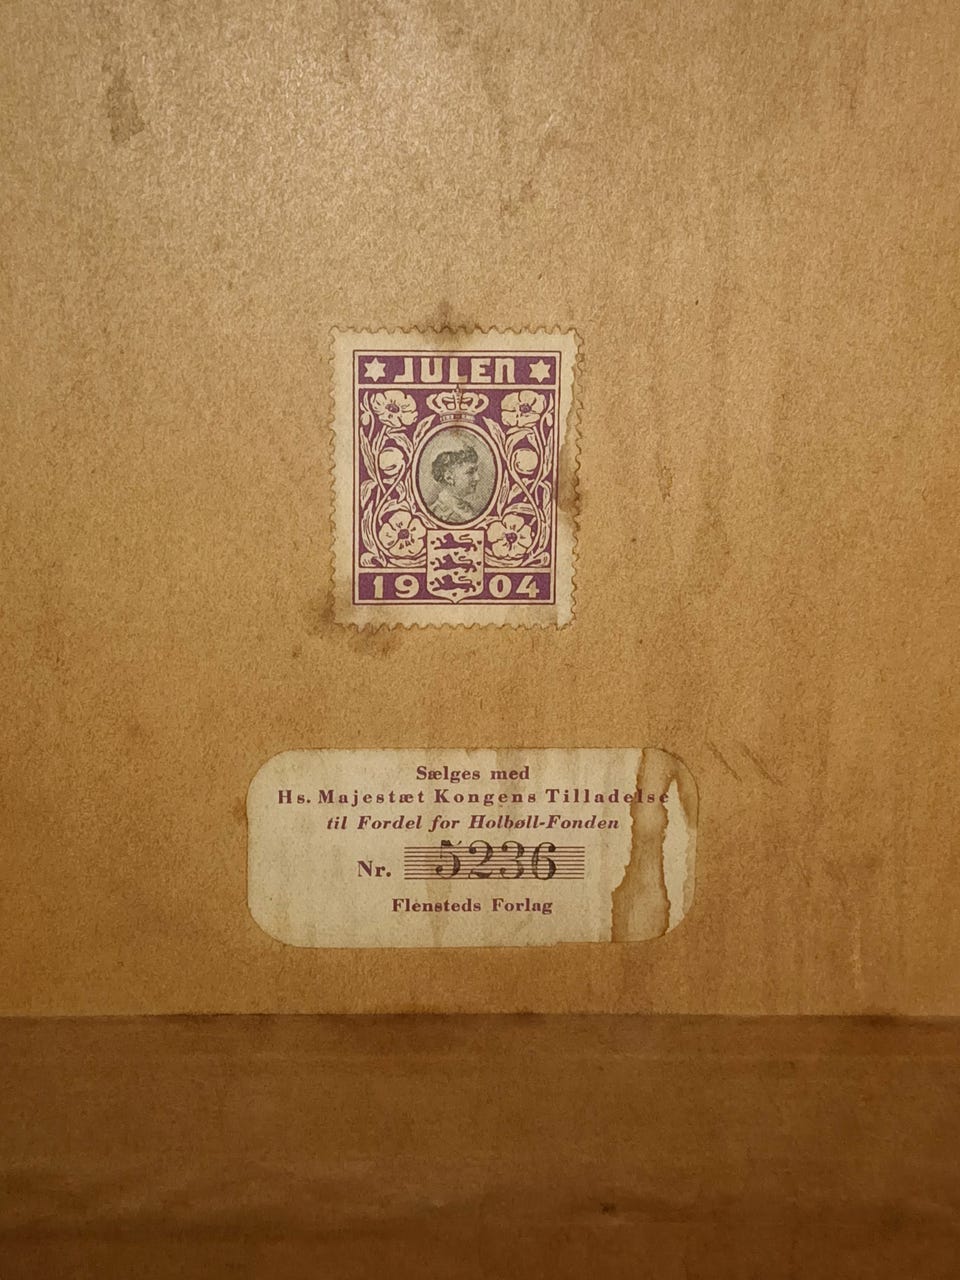 JULEN
1904
Sælges med
Hs. Majestæt Kongens Tilladelse
til Fordel for Holbøll-Fonden
Nr. 5236
Flensteds Forlag